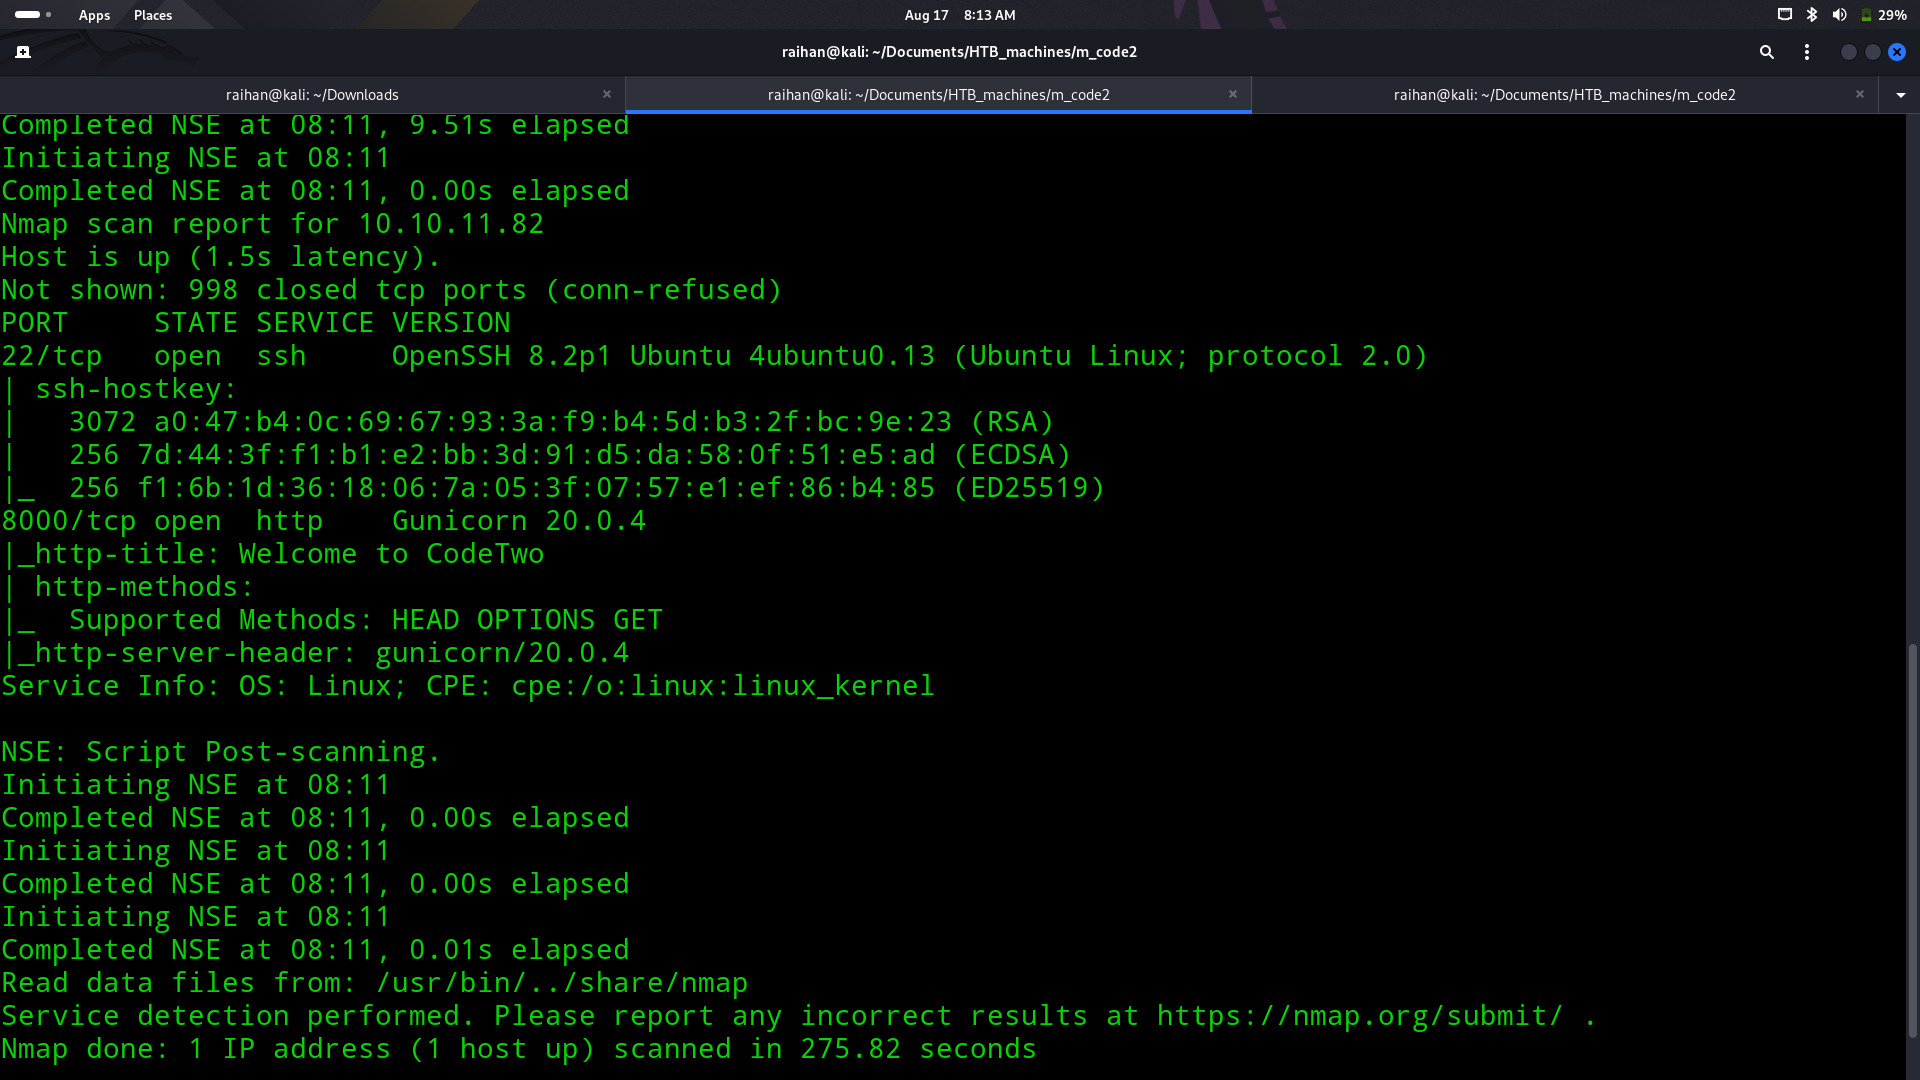 Apps Places Aug 17 8:13 AM 29%
raihan@kali: ~/Documents/HTB_machines/m_code2
raihan@kali: ~/Downloads × raihan@kali: ~/Documents/HTB_machines/m_code2 × raihan@kali: ~/Documents/HTB_machines/m_code2 ×
Completed NSE at 08:11, 9.51s elapsed
Initiating NSE at 08:11
Completed NSE at 08:11, 0.00s elapsed
Nmap scan report for 10.10.11.82
Host is up (1.5s latency).
Not shown: 998 closed tcp ports (conn-refused)
PORT     STATE SERVICE VERSION
22/tcp   open  ssh     OpenSSH 8.2p1 Ubuntu 4ubuntu0.13 (Ubuntu Linux; protocol 2.0)
| ssh-hostkey:
|   3072 a0:47:b4:0c:69:67:93:3a:f9:b4:5d:b3:2f:bc:9e:23 (RSA)
|   256 7d:44:3f:f1:b1:e2:bb:3d:91:d5:da:58:0f:51:e5:ad (ECDSA)
|_  256 f1:6b:1d:36:18:06:7a:05:3f:07:57:e1:ef:86:b4:85 (ED25519)
8000/tcp open  http    Gunicorn 20.0.4
|_http-title: Welcome to CodeTwo
| http-methods:
|_  Supported Methods: HEAD OPTIONS GET
|_http-server-header: gunicorn/20.0.4
Service Info: OS: Linux; CPE: cpe:/o:linux:linux_kernel
NSE: Script Post-scanning.
Initiating NSE at 08:11
Completed NSE at 08:11, 0.00s elapsed
Initiating NSE at 08:11
Completed NSE at 08:11, 0.00s elapsed
Initiating NSE at 08:11
Completed NSE at 08:11, 0.01s elapsed
Read data files from: /usr/bin/../share/nmap
Service detection performed. Please report any incorrect results at https://nmap.org/submit/ .
Nmap done: 1 IP address (1 host up) scanned in 275.82 seconds